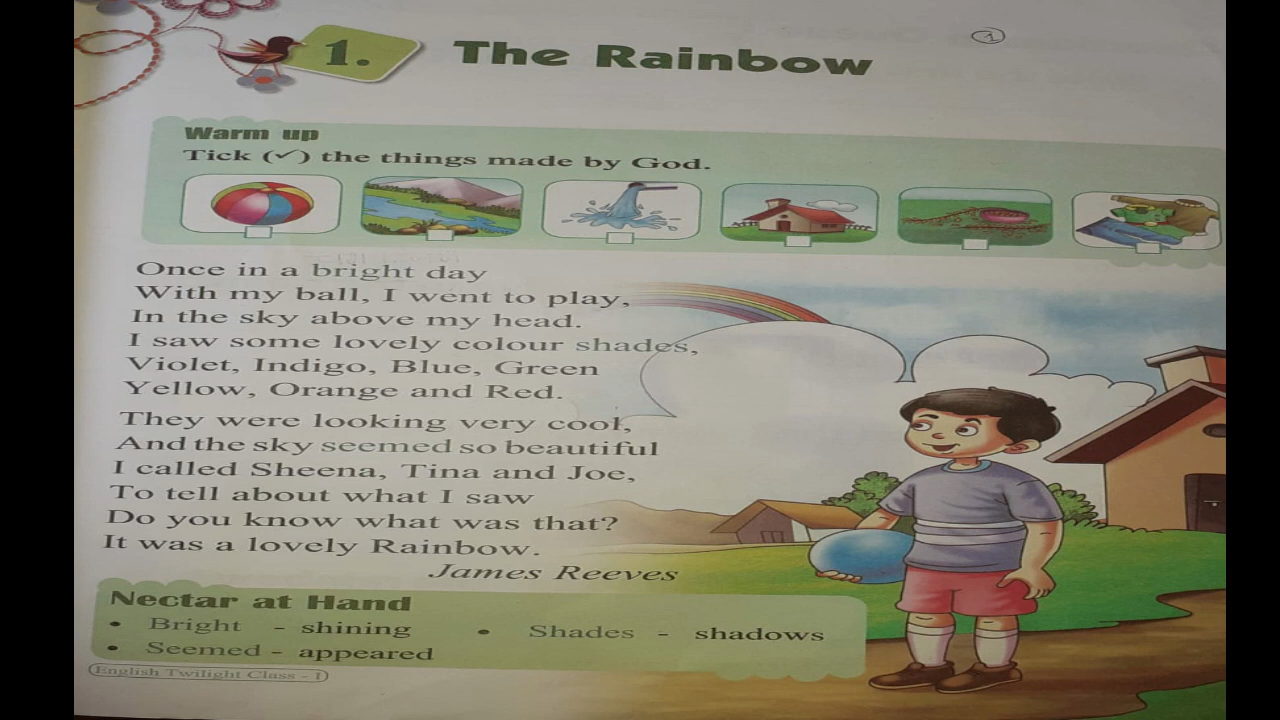 1. The Rainbow
1
Warm up
Tick (✓) the things made by God.
Once in a bright day
With my ball, I went to play,
In the sky above my head.
I saw some lovely colour shades,
Violet, Indigo, Blue, Green
Yellow, Orange and Red.
They were looking very cool,
And the sky seemed so beautiful
I called Sheena, Tina and Joe,
To tell about what I saw
Do you know what was that?
It was a lovely Rainbow.
James Reeves
Nectar at Hand
• Bright - shining • Shades - shadows
• Seemed - appeared
English Twilight Class - I